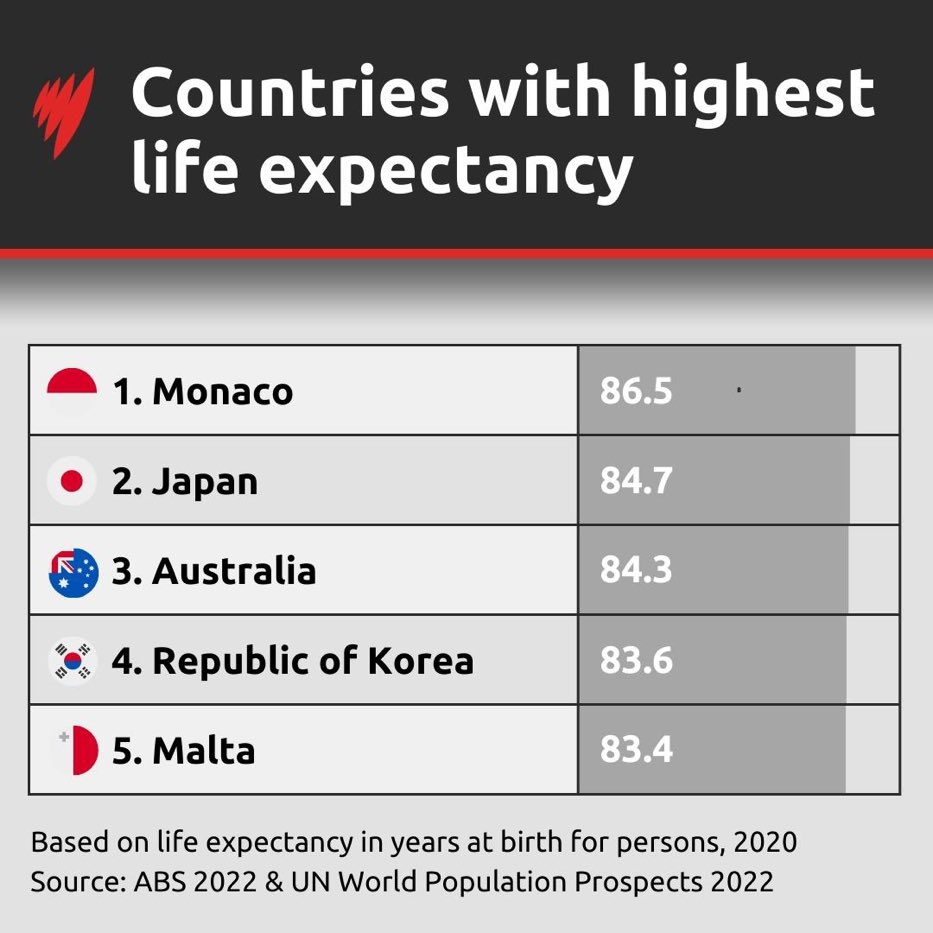 Countries with highest
life expectancy
1. Monaco 86.5
2. Japan 84.7
3. Australia 84.3
4. Republic of Korea 83.6
5. Malta 83.4
Based on life expectancy in years at birth for persons, 2020
Source: ABS 2022 & UN World Population Prospects 2022